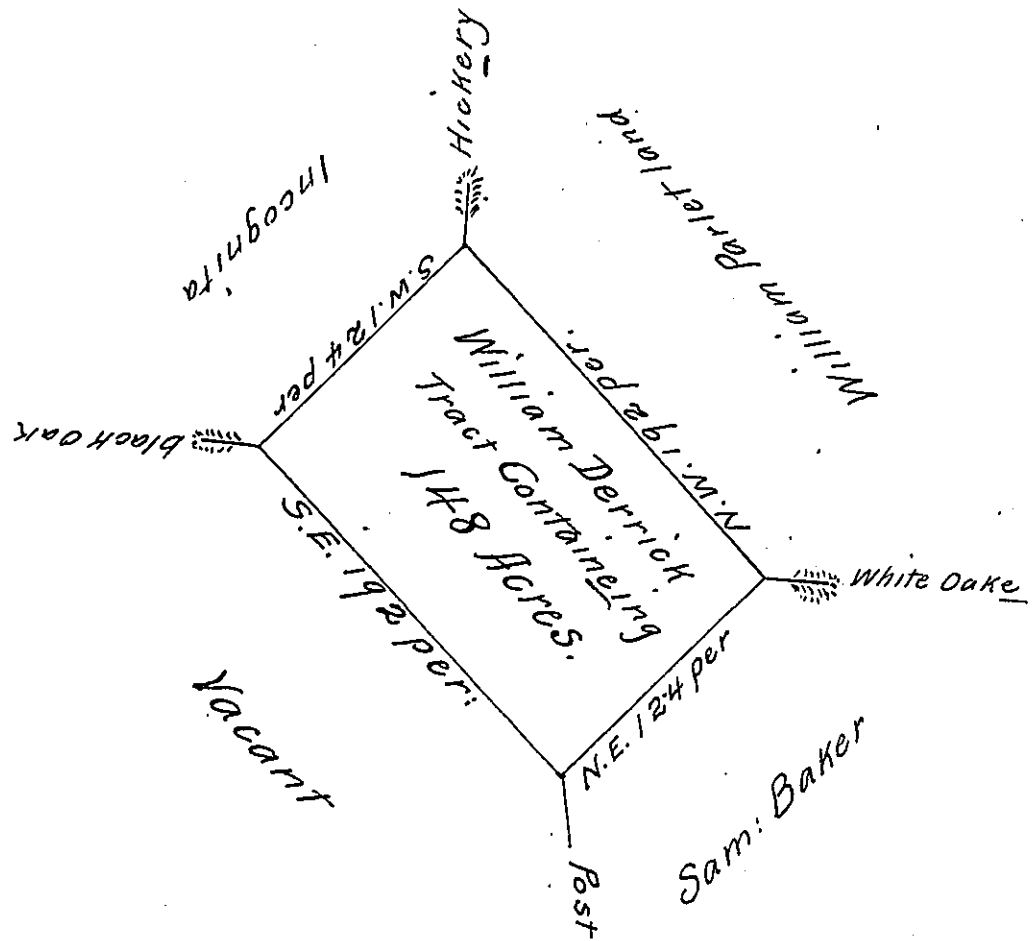 Hickery
William Parlet land
Incognita
S.W. 124 per
N.W. 192 per.
William Derrick
Tract Containeing
148 Acres.
black oak
White Oake
S.E. 192 per:
N.E. 124 per
Vacant
Sam: Baker
Post